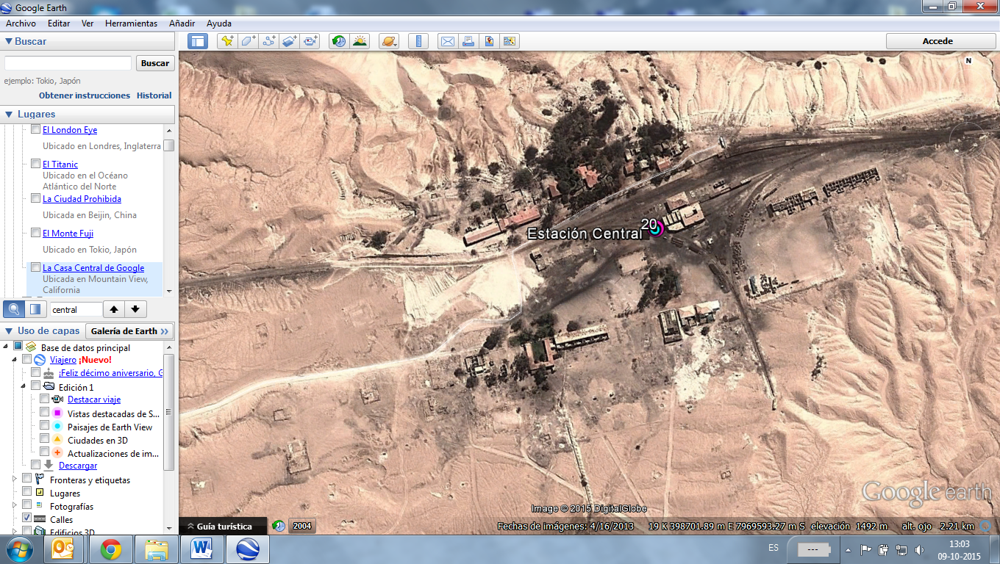 Google Earth
Archivo Editar Ver Herramientas Añadir Ayuda
Buscar
Accede
Buscar
ejemplo: Tokio, Japón
Obtener instrucciones Historial
Lugares
El London Eye
Ubicado en Londres, Inglaterra
El Titanic
Ubicado en el Océano
Atlántico del Norte
La Ciudad Prohibida
Ubicada en Beijin, China
El Monte Fuji
Ubicado en Tokio, Japón
La Casa Central de Google
Ubicada en Mountain View,
California
central
Uso de capas Galería de Earth »
Base de datos principal
Viajero ¡Nuevo!
¡Feliz décimo aniversario, G
Edición 1
Destacar viaje
Vistas destacadas de S...
Paisajes de Earth View
Ciudades en 3D
Actualizaciones de im...
Descargar
Fronteras y etiquetas
Lugares
Fotografías
Calles
Edificios 3D
N
20
Estación Central
Google earth
Image © 2015 DigitalGlobe
Guía turística 2004
Fechas de imágenes: 4/16/2013 19 K 398701.89 m E 7969593.27 m S elevación 1492 m alt. ojo 2.21 km
ES
---
13:03
09-10-2015